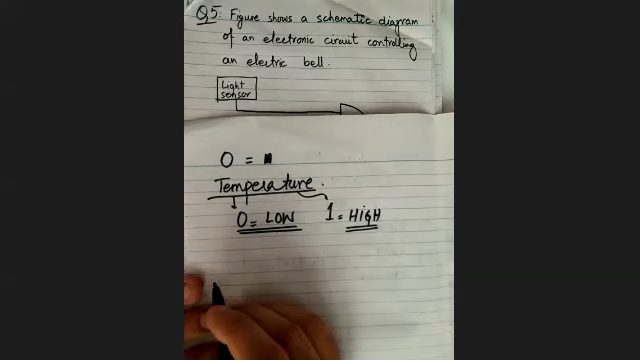 Q5: Figure shows a schematic diagram
of an electronic circuit controlling
an electric bell.
Light
sensor
0 =
Temperature.
0 = LOW 1 = HIGH